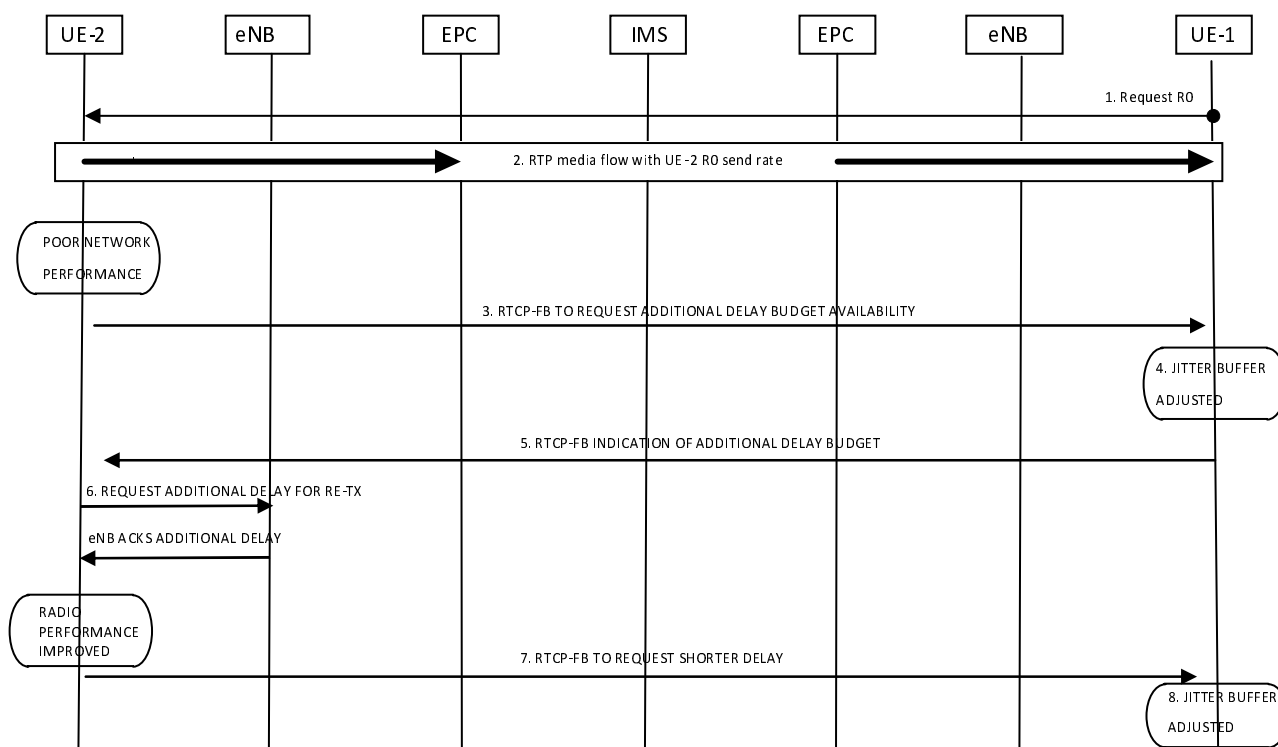 UE-2
eNB
EPC
IMS
EPC
eNB
UE-1
1. Request R0
2. RTP media flow with UE-2 R0 send rate
POOR NETWORK
PERFORMANCE
3. RTCP-FB TO REQUEST ADDITIONAL DELAY BUDGET AVAILABILITY
4. JITTER BUFFER
ADJUSTED
5. RTCP-FB INDICATION OF ADDITIONAL DELAY BUDGET
6. REQUEST ADDITIONAL DELAY FOR RE-TX
eNB ACKS ADDITIONAL DELAY
RADIO
PERFORMANCE
IMPROVED
7. RTCP-FB TO REQUEST SHORTER DELAY
8. JITTER BUFFER
ADJUSTED